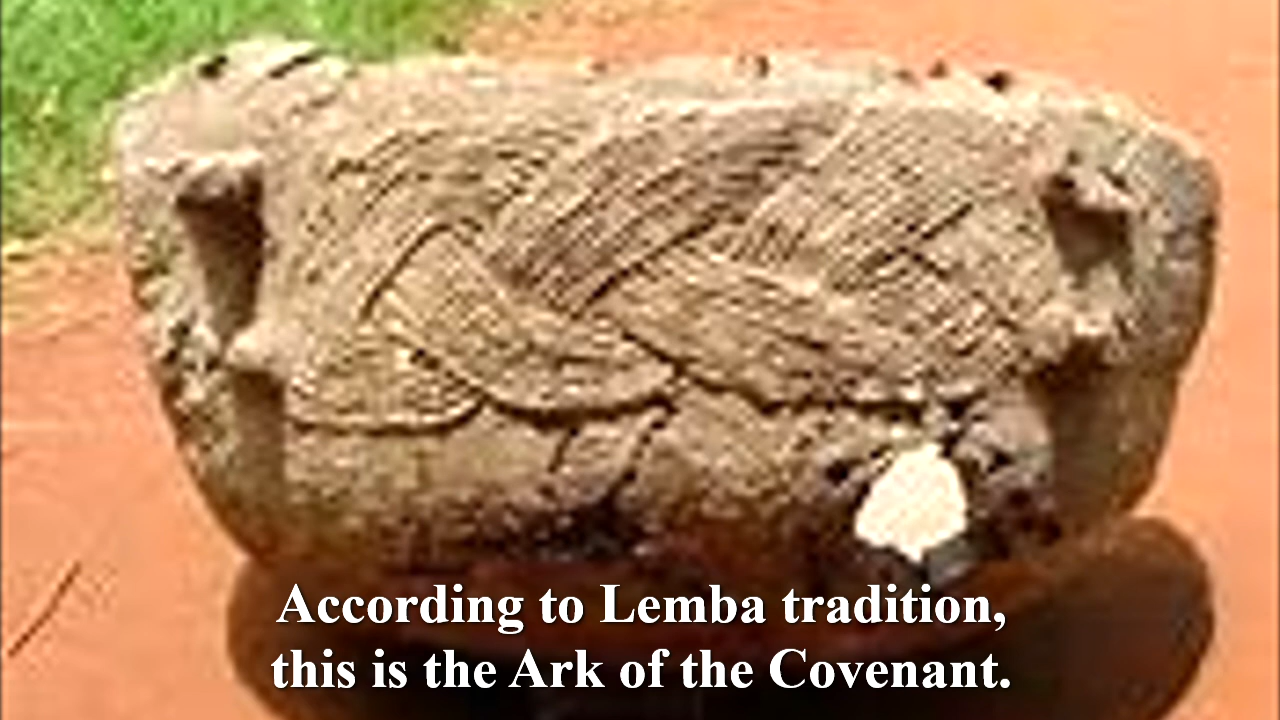 According to Lemba tradition,
this is the Ark of the Covenant.